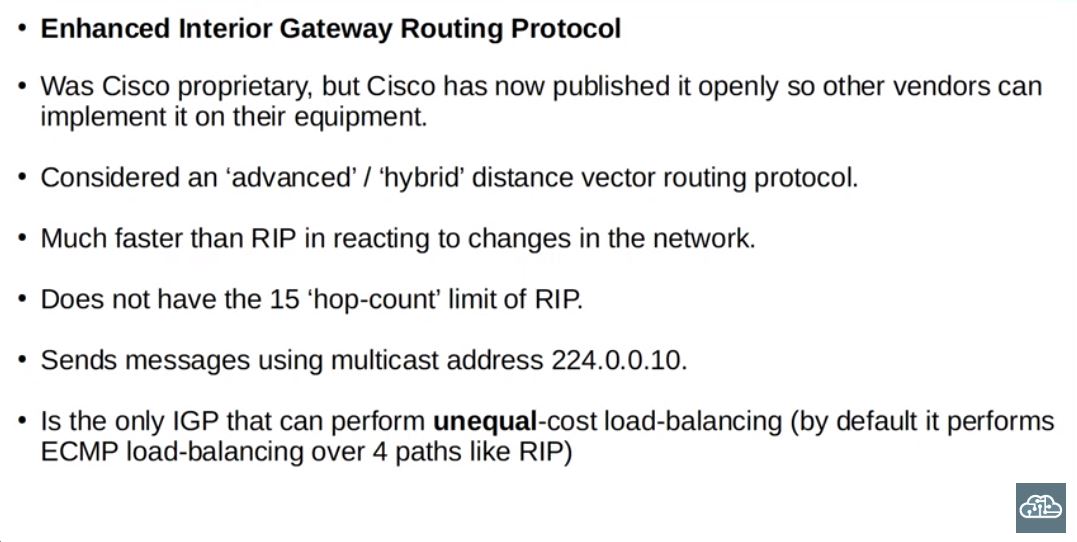 • Enhanced Interior Gateway Routing Protocol
• Was Cisco proprietary, but Cisco has now published it openly so other vendors can
implement it on their equipment.
• Considered an ‘advanced’ / ‘hybrid’ distance vector routing protocol.
• Much faster than RIP in reacting to changes in the network.
• Does not have the 15 ‘hop-count’ limit of RIP.
• Sends messages using multicast address 224.0.0.10.
• Is the only IGP that can perform unequal-cost load-balancing (by default it performs
ECMP load-balancing over 4 paths like RIP)